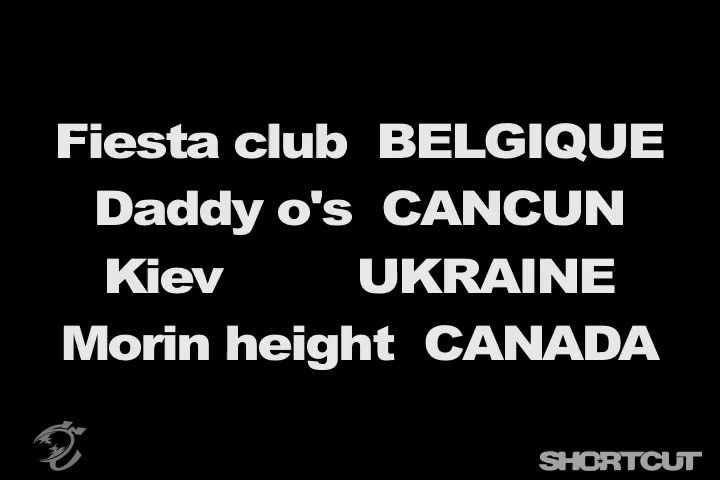 Fiesta club BELGIQUE
Daddy o's CANCUN
Kiev UKRAINE
Morin height CANADA
SHORTCUT